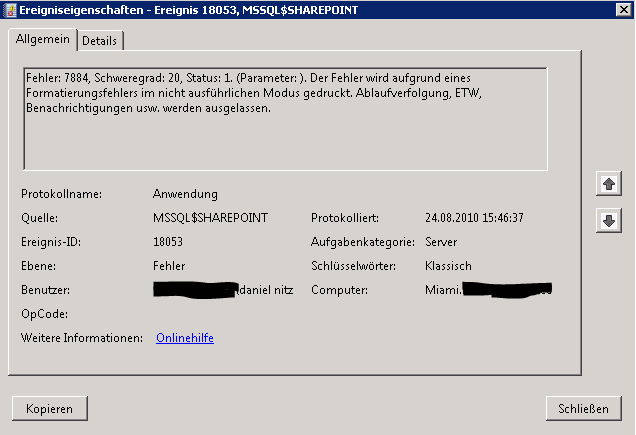 Ereigniseigenschaften - Ereignis 18053, MSSQL$SHAREPOINT
Allgemein Details
Fehler: 7884, Schweregrad: 20, Status: 1. (Parameter: ). Der Fehler wird aufgrund eines
Formatierungsfehlers im nicht ausführlichen Modus gedruckt. Ablaufverfolgung, ETW,
Benachrichtigungen usw. werden ausgelassen.
Protokollname: Anwendung
Quelle: MSSQL$SHAREPOINT Protokolliert: 24.08.2010 15:46:37
Ereignis-ID: 18053 Aufgabenkategorie: Server
Ebene: Fehler Schlüsselwörter: Klassisch
Benutzer: daniel nitz Computer: Miami.
OpCode:
Weitere Informationen: Onlinehilfe
Kopieren Schließen